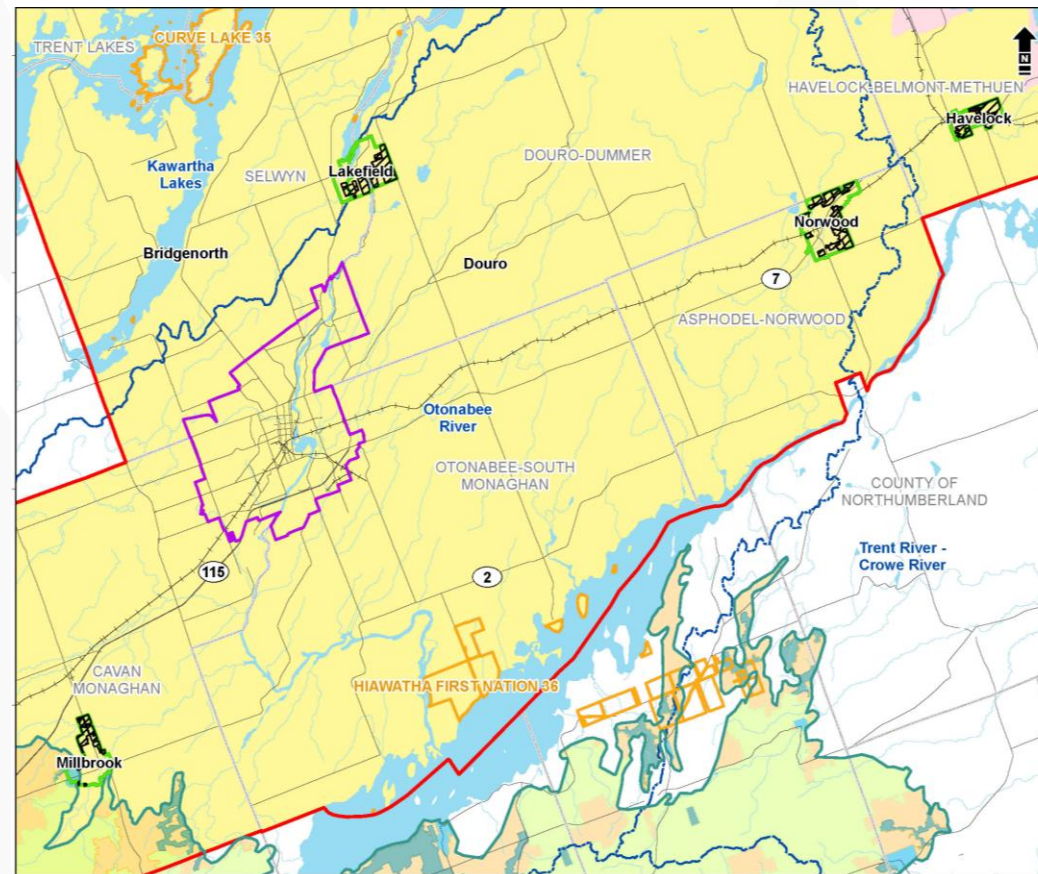 CURVE LAKE 35
TRENT LAKES
N
HAVELOCK-BELMONT-METHUEN
Havelock
Kawartha
Lakes
SELWYN
Lakefield
DOURO-DUMMER
Norwood
Bridgenorth
Douro
7
ASPHODEL-NORWOOD
Otonabee
River
OTONABEE-SOUTH
MONAGHAN
COUNTY OF
NORTHUMBERLAND
Trent River -
Crowe River
115
2
CAVAN
MONAGHAN
HIAWATHA FIRST NATION 36
Millbrook